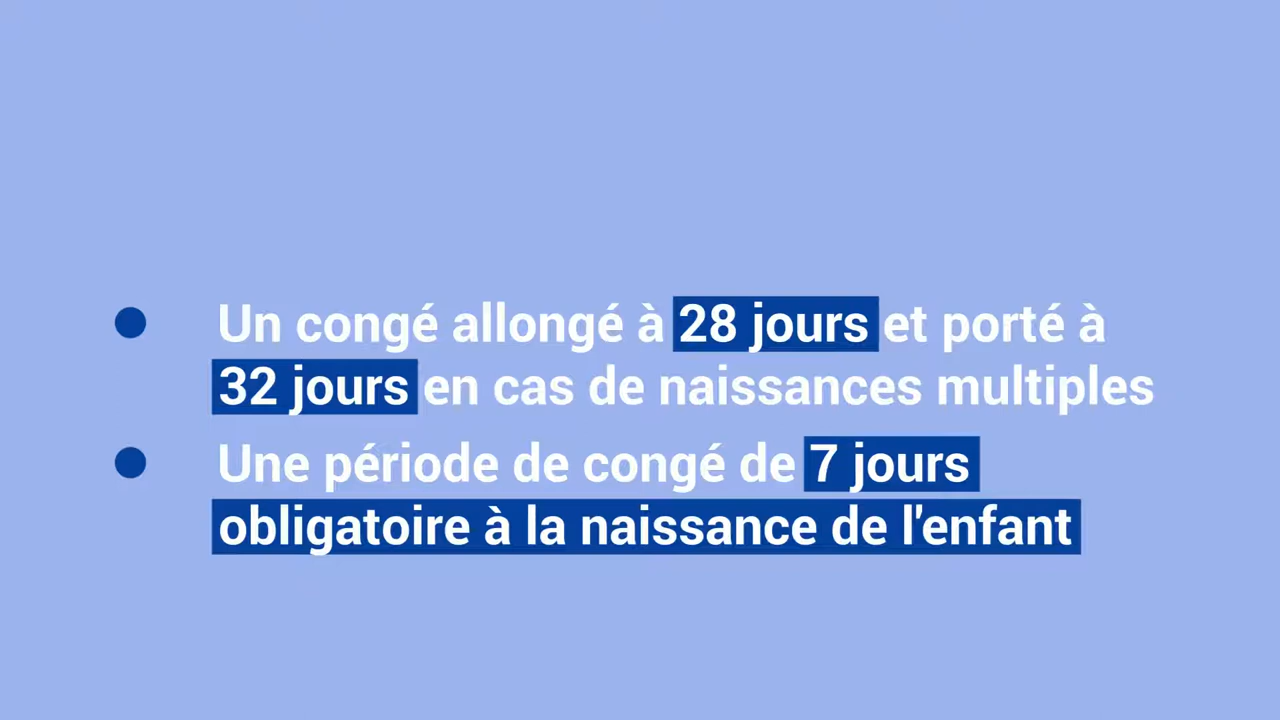 Un congé allongé à 28 jours et porté à
32 jours en cas de naissances multiples
Une période de congé de 7 jours
obligatoire à la naissance de l'enfant